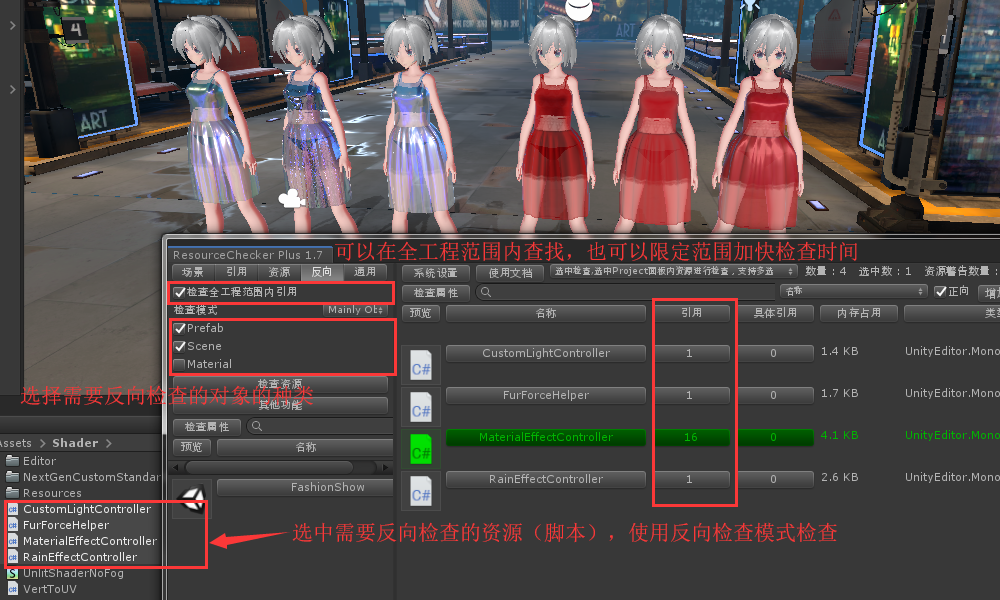 4
ART
ART
可以在全工程范围内查找，也可以限定范围加快检查时间
ResourceChecker Plus 1.7
场景 引用 资源 反向 通用
系统设置 使用文档 选中检查,选中Project面板内资源进行检查，支持多选 数量：4 选中数：1 资源警告数量：
检查全工程范围内引用
检查属性 名称 正向
检查模式 Mainly Ob
预览 名称 引用 具体引用 内存占用
Prefab
Scene
Material
CustomLightController 1 0 1.4 KB UnityEditor.Mono
检查资源
选择需要反向检查的对象的种类
其他功能
FurForceHelper 1 0 1.7 KB UnityEditor.Mono
检查属性
MaterialEffectController 16 0 4.1 KB UnityEditor.Mono
预览 名称
RainEffectController 1 0 2.6 KB UnityEditor.Mono
FashionShow
C#
C#
C#
C#
Assets > Shader >
Editor
NextGenCustomStandar
Resources
CustomLightController
FurForceHelper
MaterialEffectController
RainEffectController
UnlitShaderNoFog
VertToUV
选中需要反向检查的资源（脚本），使用反向检查模式检查